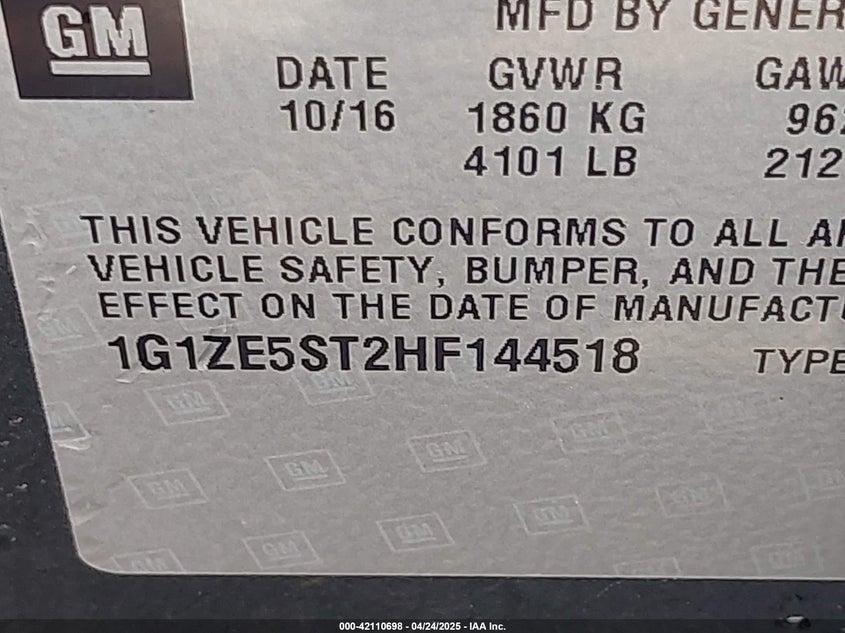 GM
MFD BY GENER
DATE GVWR GAW
10/16 1860 KG 962
4101 LB 212
THIS VEHICLE CONFORMS TO ALL A
VEHICLE SAFETY, BUMPER, AND THE
EFFECT ON THE DATE OF MANUFACTU
1G1ZE5ST2HF144518 TYPE
000-42110698 - 04/24/2025 - IAA Inc.